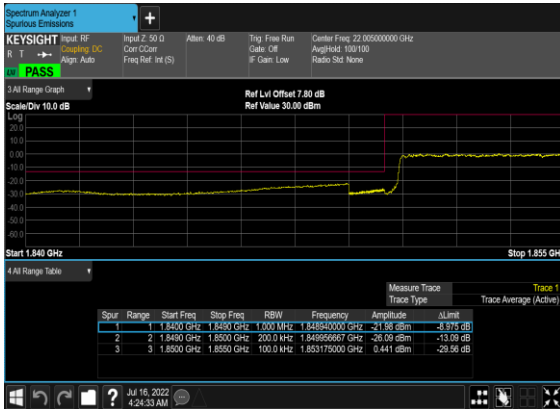 Spectrum Analyzer 1
Spurious Emissions
+
KEYSIGHT Input: RF Input Z: 50 Ω Atten: 40 dB Trig: Free Run Center Freq: 22.005000000 GHz
R T Coupling: DC Corr CCorr Gate: Off Avg|Hold: 100/100
Align: Auto Freq Ref: Int (S) IF Gain: Low Radio Std: None
PASS
3 All Range Graph
Ref Lvl Offset 7.80 dB
Scale/Div 10.0 dB Ref Value 30.00 dBm
Log
20.0
10.0
0.00
-10.0
-20.0
-30.0
-40.0
-50.0
-60.0
Start 1.840 GHz Stop 1.855 GH
4 All Range Table
Measure Trace Trace 1
Trace Type Trace Average (Active)
Spur Range Start Freq Stop Freq RBW Frequency Amplitude ΔLimit
1 1 1.8400 GHz 1.8490 GHz 1.000 MHz 1.848940000 GHz -21.98 dBm -8.975 dB
2 2 1.8490 GHz 1.8500 GHz 200.0 kHz 1.849956667 GHz -26.09 dBm -13.09 dB
3 3 1.8500 GHz 1.8550 GHz 100.0 kHz 1.853175000 GHz 0.441 dBm -29.56 dB
? Jul 16, 2022
4:24:33 AM